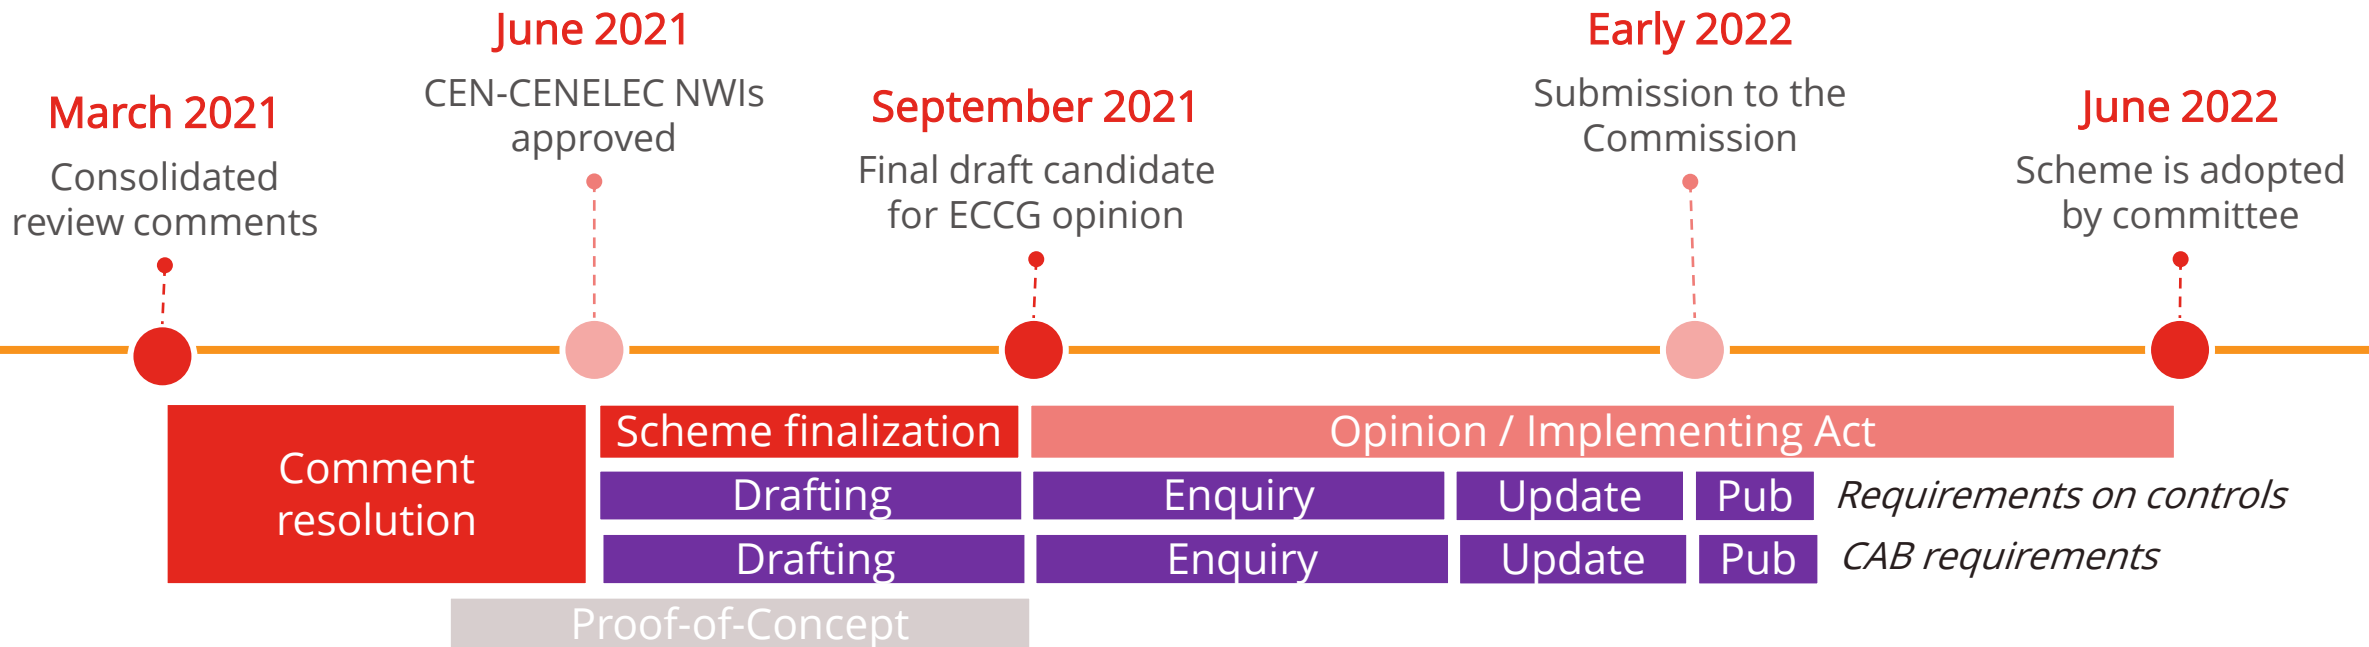 March 2021
Consolidated
review comments
June 2021
CEN-CENELEC NWIs
approved
September 2021
Final draft candidate
for ECCG opinion
Early 2022
Submission to the
Commission
June 2022
Scheme is adopted
by committee
Comment
resolution
Scheme finalization
Opinion / Implementing Act
Drafting
Enquiry
Update
Pub
Requirements on controls
Drafting
Enquiry
Update
Pub
CAB requirements
Proof-of-Concept